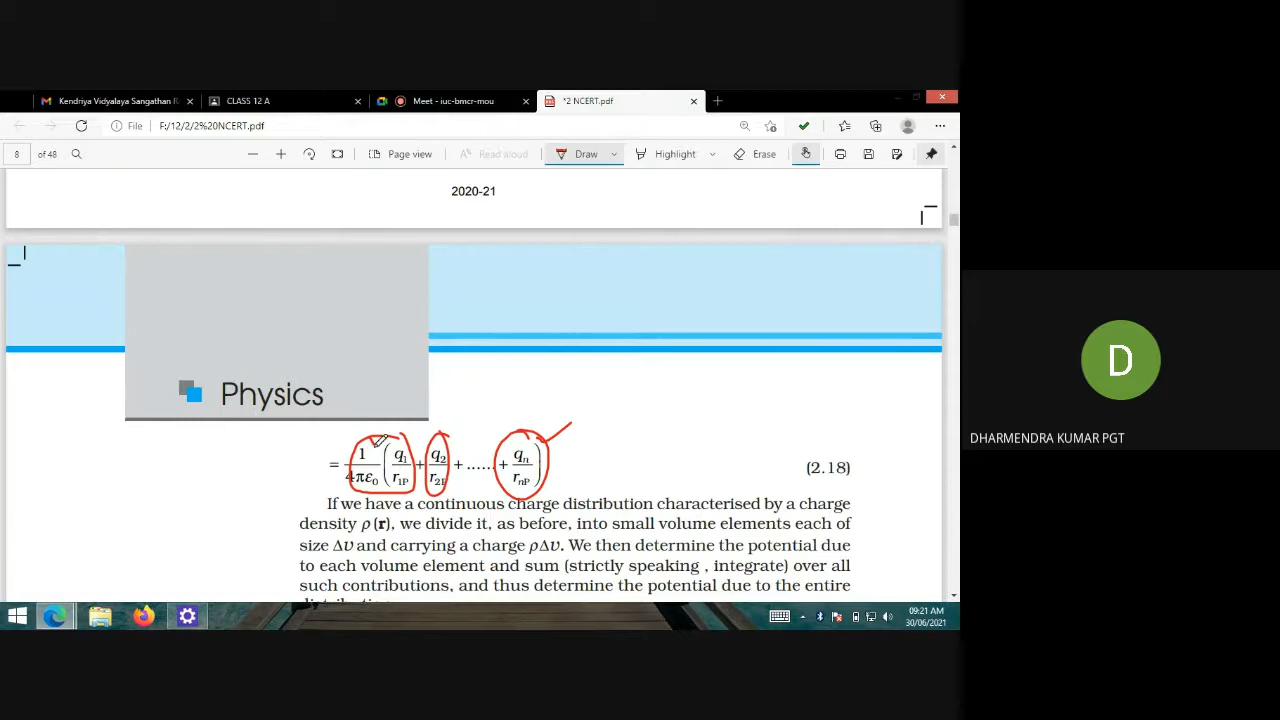 Kendriya Vidyalaya Sangathan R
CLASS 12 A
Meet - iuc-bmcr-mou
*2 NCERT.pdf
File
F:/12/2/2%20NCERT.pdf
8 of 48
Page view
Read aloud
Draw
Highlight
Erase
2020-21
Physics
= 1/4πε0 (q1/r1P + q2/r2P + ...... + qn/rnP) (2.18)
If we have a continuous charge distribution characterised by a charge
density ρ (r), we divide it, as before, into small volume elements each of
size Δv and carrying a charge ρΔv. We then determine the potential due
to each volume element and sum (strictly speaking , integrate) over all
such contributions, and thus determine the potential due to the entire
D
DHARMENDRA KUMAR PGT
09:21 AM
30/06/2021